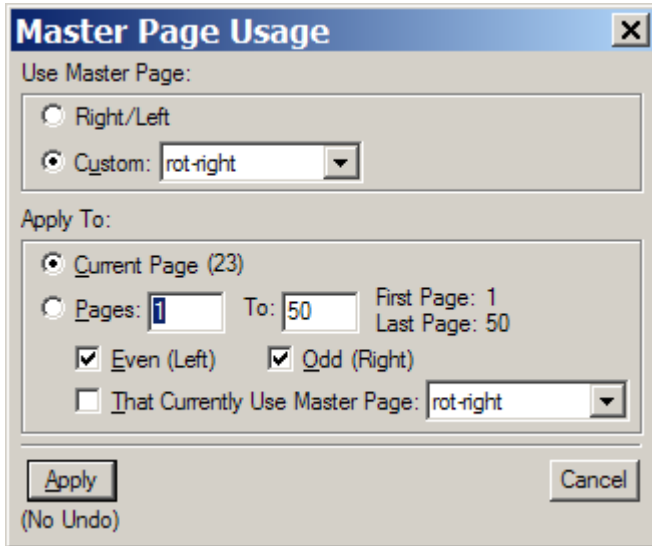 Master Page Usage
Use Master Page:
Right/Left
Custom: rot-right
Apply To:
Current Page (23)
Pages: 1 To: 50 First Page: 1
Last Page: 50
Even (Left) Odd (Right)
That Currently Use Master Page: rot-right
Apply Cancel
(No Undo)